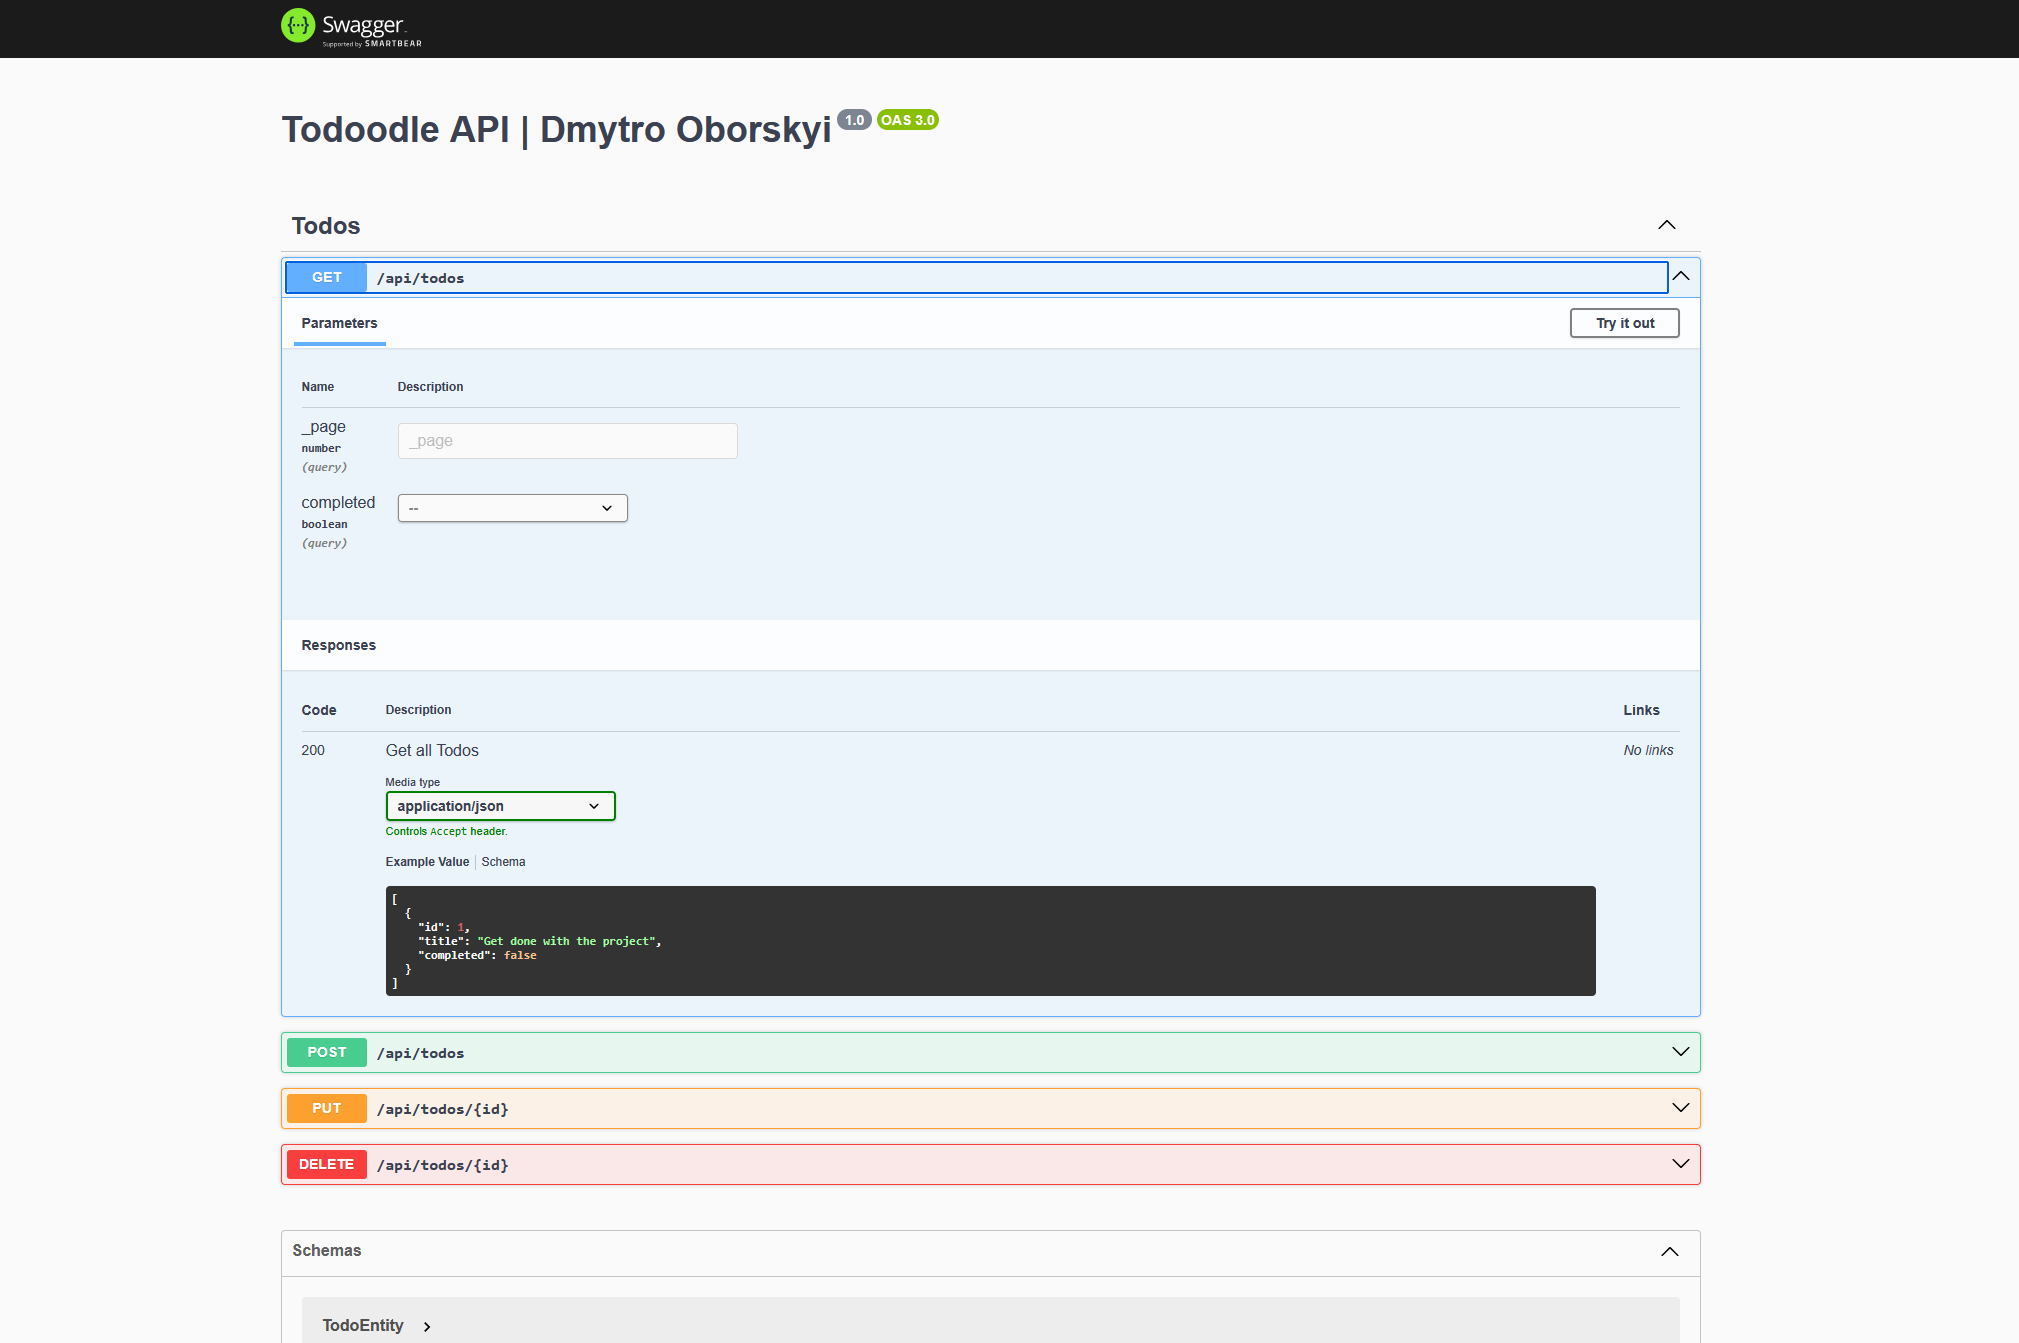 Swagger
Supported by SMARTBEAR
Todoodle API | Dmytro Oborskyi 1.0 OAS 3.0
Todos
GET /api/todos
Parameters Try it out
Name Description
_page _page
number
(query)
completed --
boolean
(query)
Responses
Code Description Links
200 Get all Todos No links
Media type
application/json
Controls Accept header.
Example Value Schema
[
{
"id": 1,
"title": "Get done with the project",
"completed": false
}
]
POST /api/todos
PUT /api/todos/{id}
DELETE /api/todos/{id}
Schemas
TodoEntity